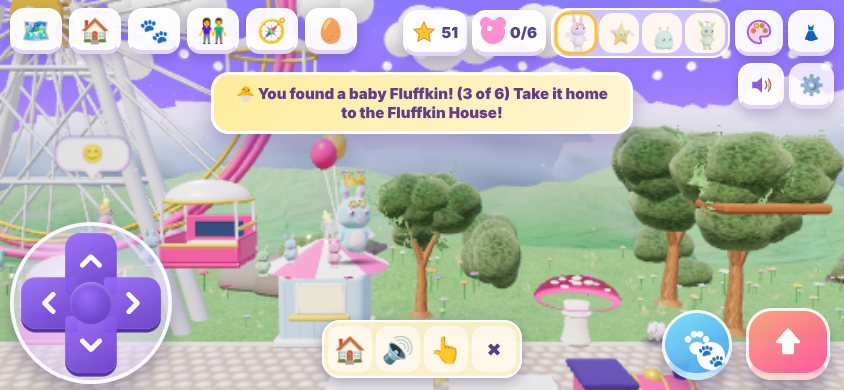 51
0/6
🐣 You found a baby Fluffkin! (3 of 6) Take it home
to the Fluffkin House!